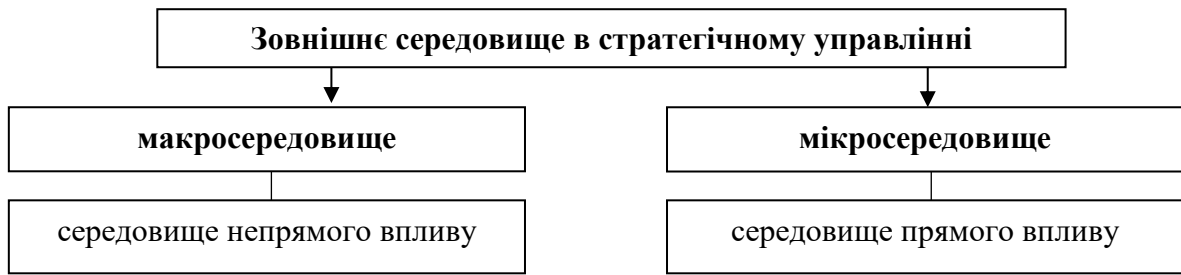 Зовнішнє середовище в стратегічному управлінні
макросередовище
мікросередовище
середовище непрямого впливу
середовище прямого впливу